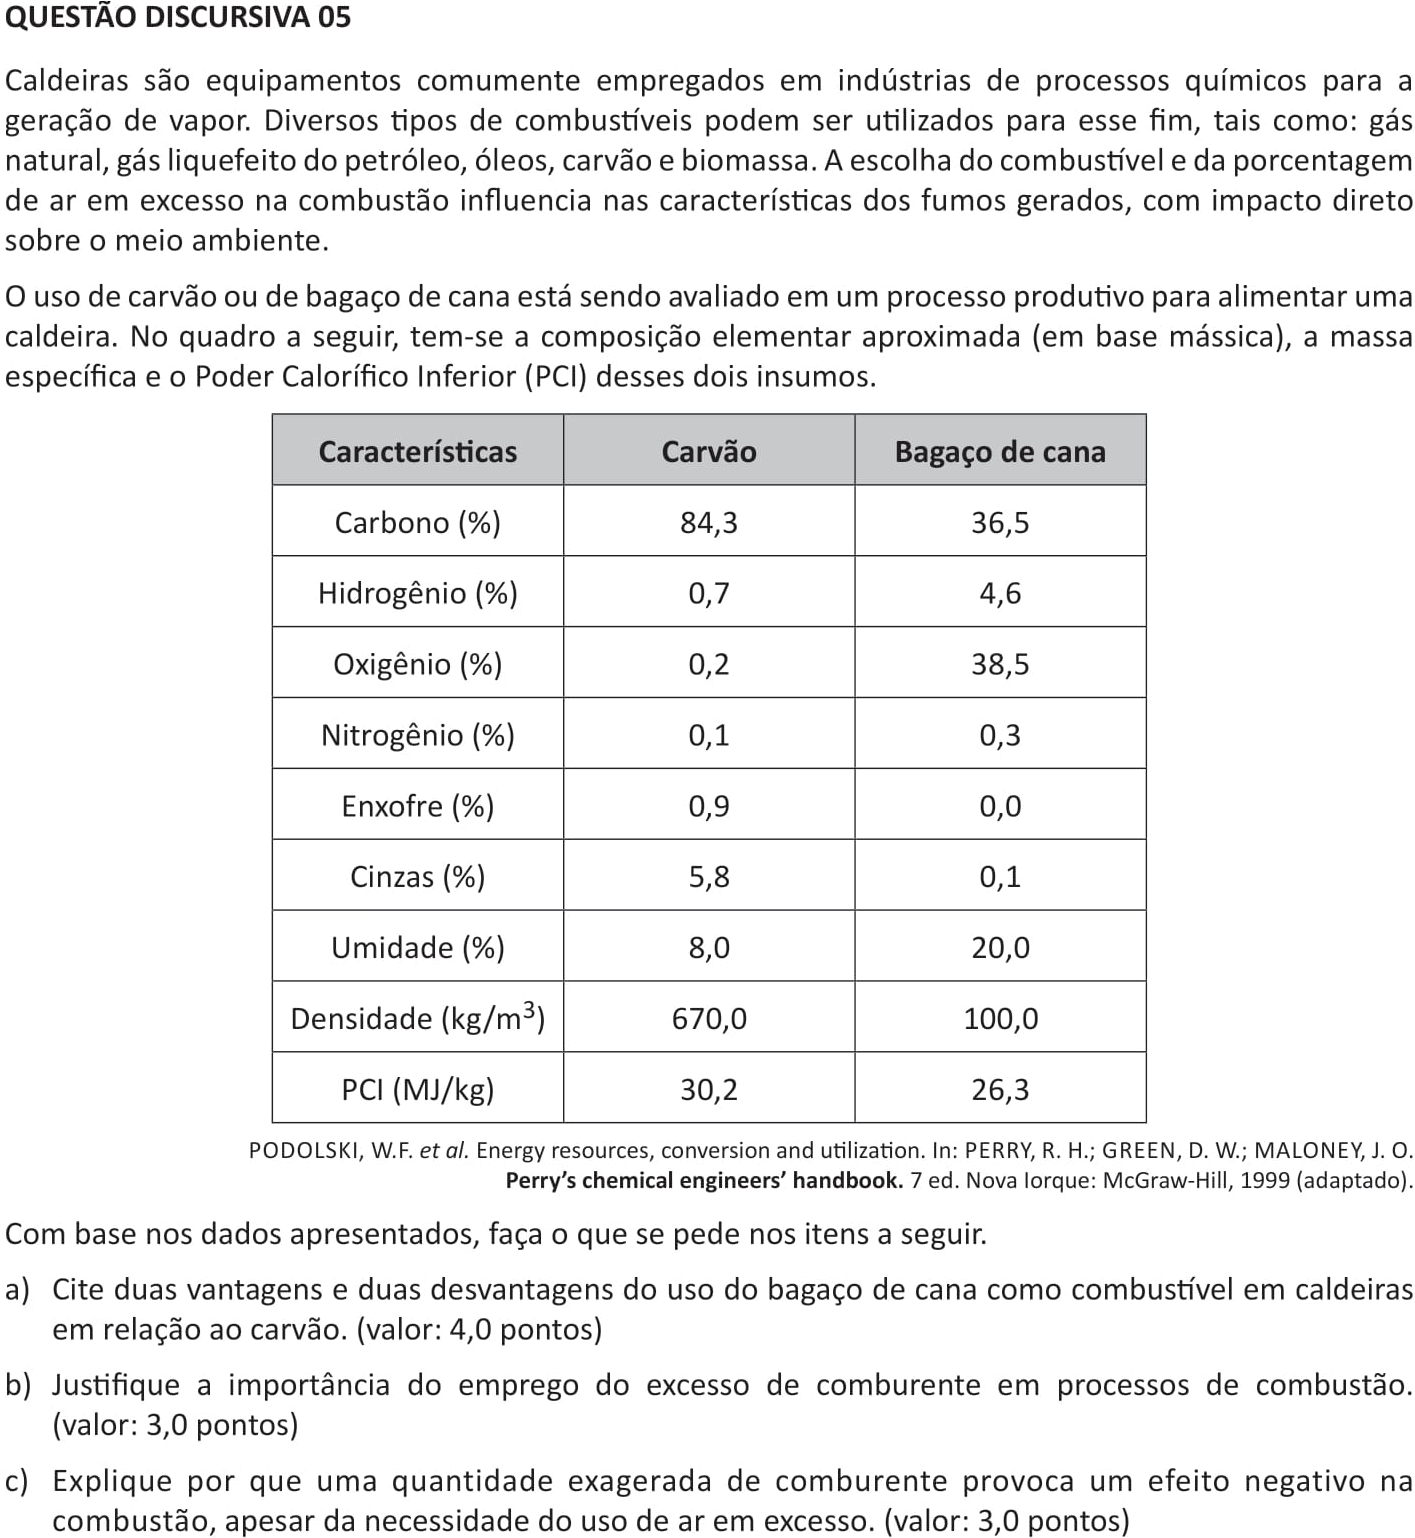 QUESTÃO DISCURSIVA 05
Caldeiras são equipamentos comumente empregados em indústrias de processos químicos para a
geração de vapor. Diversos tipos de combustíveis podem ser utilizados para esse fim, tais como: gás
natural, gás liquefeito do petróleo, óleos, carvão e biomassa. A escolha do combustível e da porcentagem
de ar em excesso na combustão influencia nas características dos fumos gerados, com impacto direto
sobre o meio ambiente.
O uso de carvão ou de bagaço de cana está sendo avaliado em um processo produtivo para alimentar uma
caldeira. No quadro a seguir, tem-se a composição elementar aproximada (em base mássica), a massa
específica e o Poder Calorífico Inferior (PCI) desses dois insumos.
Características Carvão Bagaço de cana
Carbono (%) 84,3 36,5
Hidrogênio (%) 0,7 4,6
Oxigênio (%) 0,2 38,5
Nitrogênio (%) 0,1 0,3
Enxofre (%) 0,9 0,0
Cinzas (%) 5,8 0,1
Umidade (%) 8,0 20,0
Densidade (kg/m³) 670,0 100,0
PCI (MJ/kg) 30,2 26,3
PODOLSKI, W.F. et al. Energy resources, conversion and utilization. In: PERRY, R. H.; GREEN, D. W.; MALONEY, J. O.
Perry’s chemical engineers’ handbook. 7 ed. Nova Iorque: McGraw-Hill, 1999 (adaptado).
Com base nos dados apresentados, faça o que se pede nos itens a seguir.
a) Cite duas vantagens e duas desvantagens do uso do bagaço de cana como combustível em caldeiras
em relação ao carvão. (valor: 4,0 pontos)
b) Justifique a importância do emprego do excesso de comburente em processos de combustão.
(valor: 3,0 pontos)
c) Explique por que uma quantidade exagerada de comburente provoca um efeito negativo na
combustão, apesar da necessidade do uso de ar em excesso. (valor: 3,0 pontos)